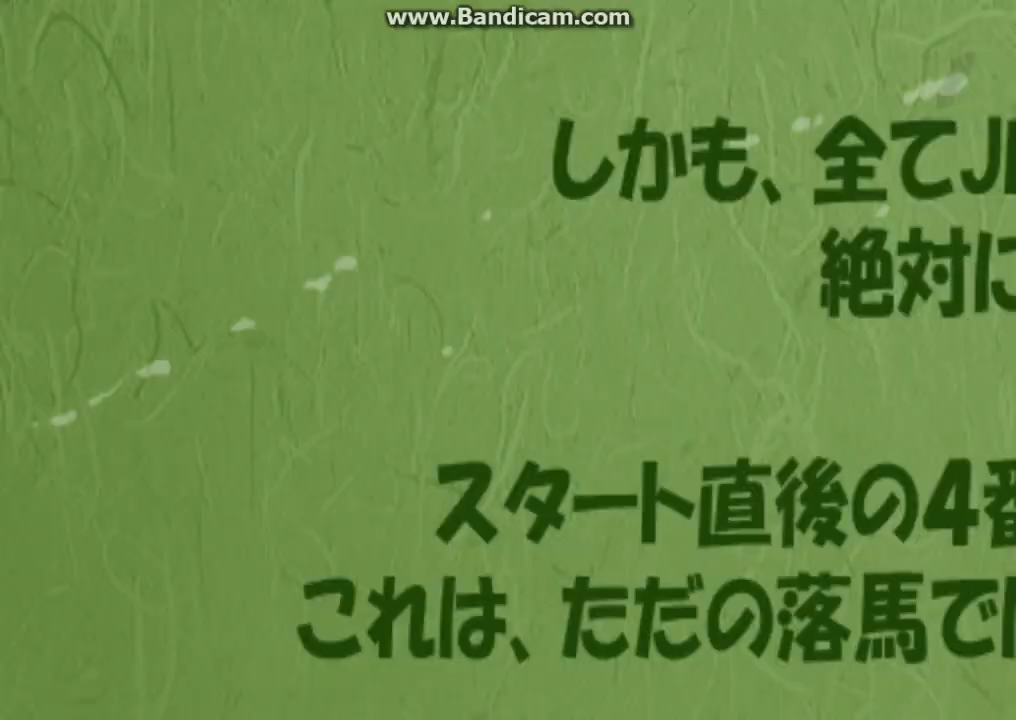 www.Bandicam.com
しかも、全てJ
絶対に
スタート直後の4番
これは、ただの落馬で